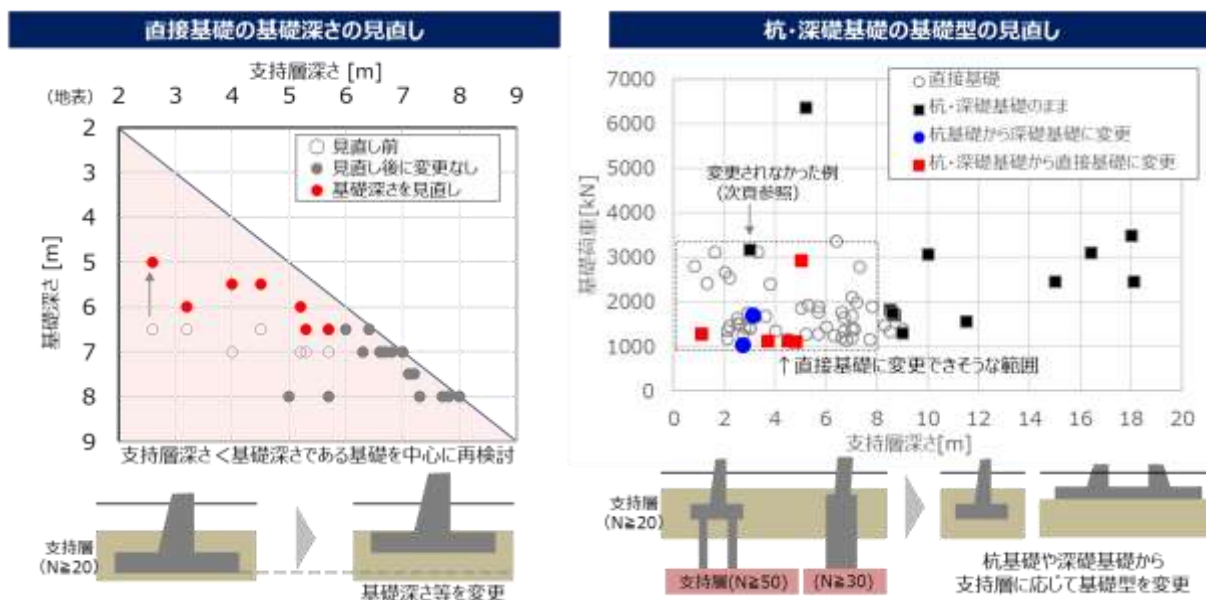 直接基礎の基礎深さの見直し
支持層深さ [m]
(地表) 2 3 4 5 6 7 8 9
2
3
4
5
6
7
8
9
基礎深さ[m]
見直し前
見直し後に変更なし
基礎深さを見直し
支持層深さ<基礎深さである基礎を中心に再検討
支持層
(N≧20)
基礎深さ等を変更
杭・深礎基礎の基礎型の見直し
7000
6000
5000
4000
3000
2000
1000
0
基礎荷重[kN]
直接基礎
杭・深礎基礎のまま
杭基礎から深礎基礎に変更
杭・深礎基礎から直接基礎に変更
変更されなかった例
(次頁参照)
↑直接基礎に変更できそうな範囲
0 2 4 6 8 10 12 14 16 18 20
支持層深さ[m]
支持層
(N≧20)
支持層(N≧50)
(N≧30)
杭基礎や深礎基礎から
支持層に応じて基礎型を変更